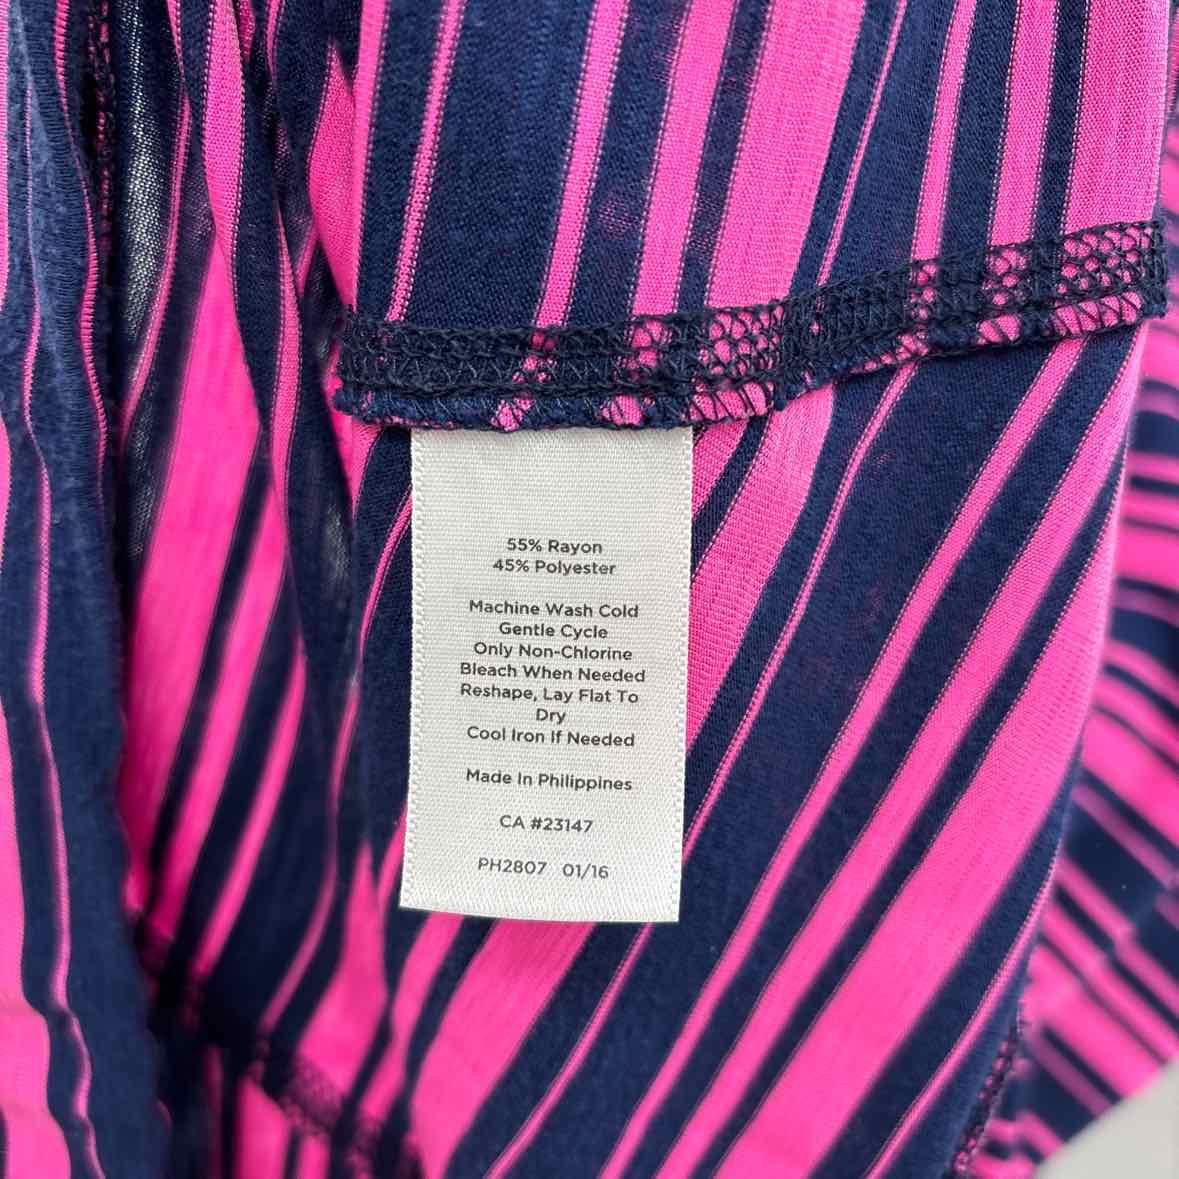 55% Rayon
45% Polyester
Machine Wash Cold
Gentle Cycle
Only Non-Chlorine
Bleach When Needed
Reshape, Lay Flat To
Dry
Cool Iron If Needed
Made In Philippines
CA #23147
PH2807 01/16